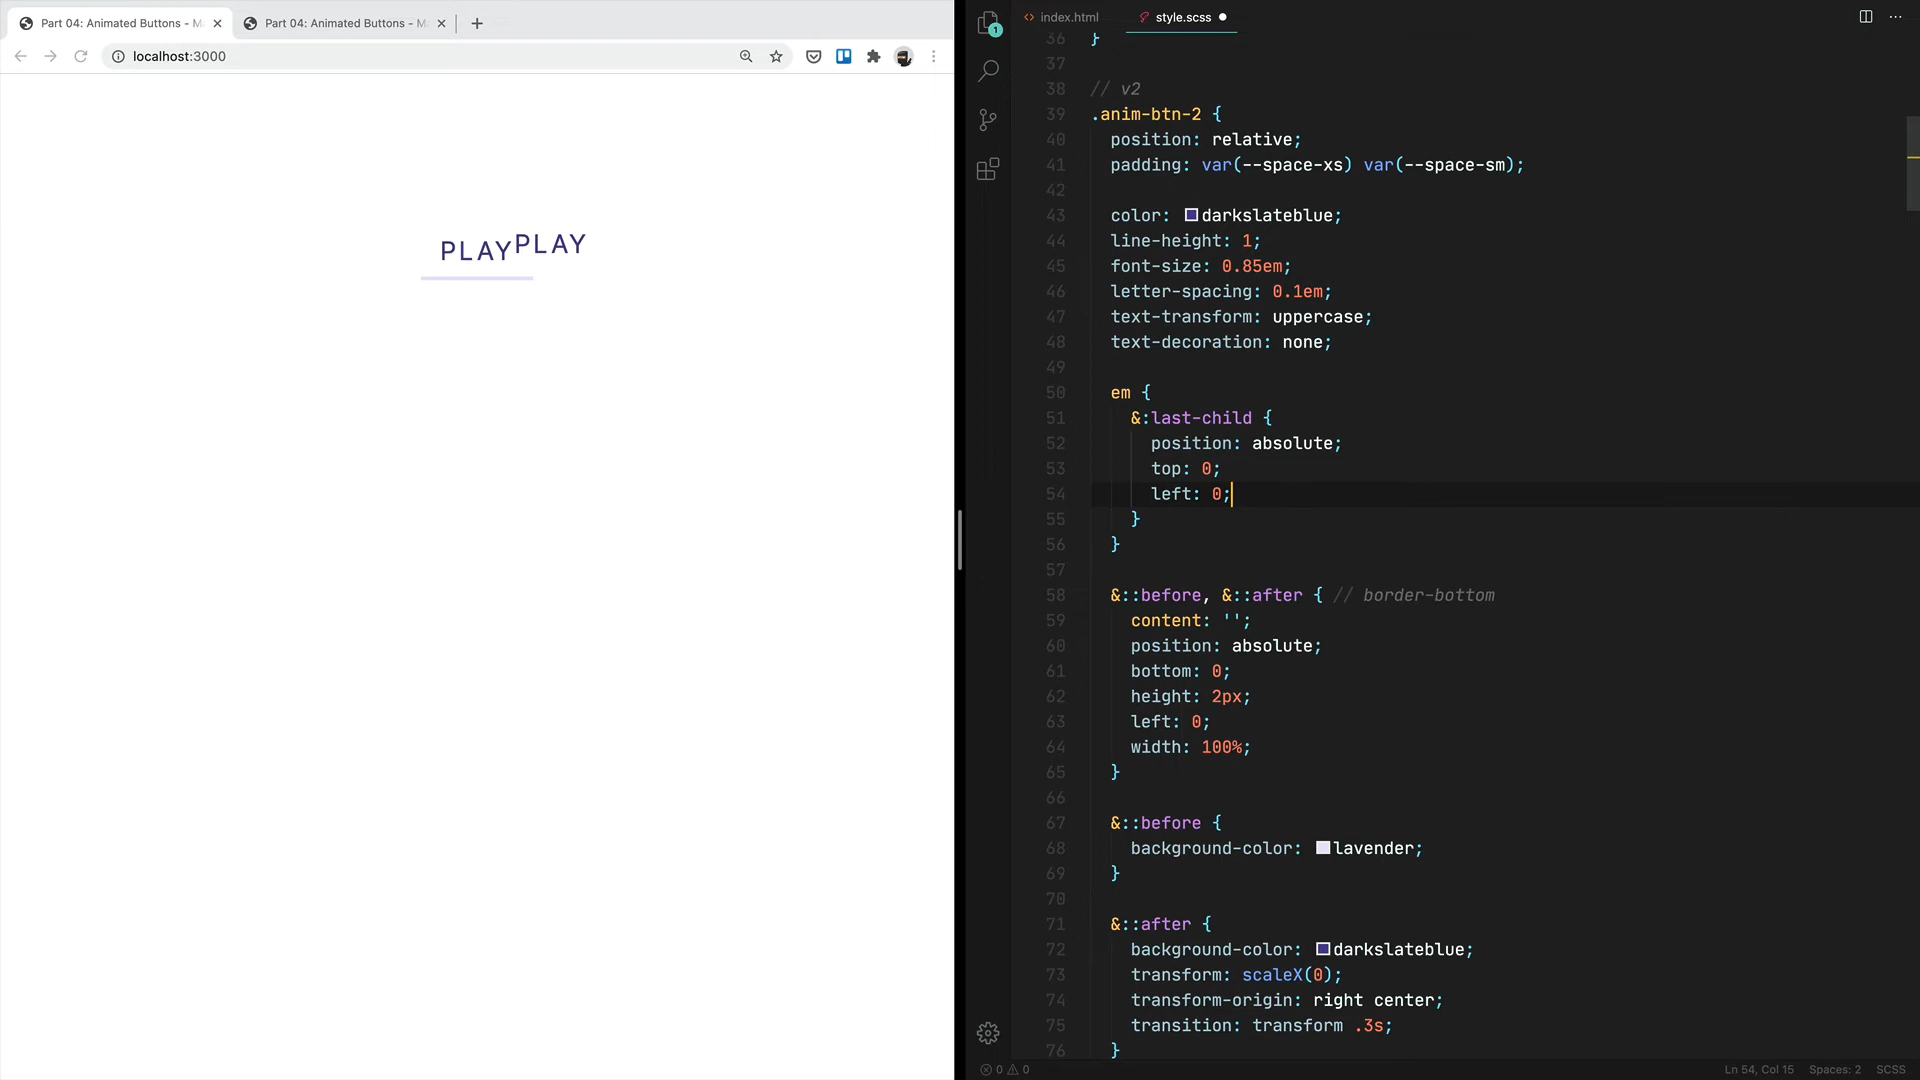 Part 04: Animated Buttons - Ma
Part 04: Animated Buttons - M
localhost:3000
PLAYPLAY
1
index.html
style.scss
36 }
37
38 // v2
39 .anim-btn-2 {
40 position: relative;
41 padding: var(--space-xs) var(--space-sm);
42
43 color: darkslateblue;
44 line-height: 1;
45 font-size: 0.85em;
46 letter-spacing: 0.1em;
47 text-transform: uppercase;
48 text-decoration: none;
49
50 em {
51 &:last-child {
52 position: absolute;
53 top: 0;
54 left: 0;
55 }
56 }
57
58 &::before, &::after { // border-bottom
59 content: '';
60 position: absolute;
61 bottom: 0;
62 height: 2px;
63 left: 0;
64 width: 100%;
65 }
66
67 &::before {
68 background-color: lavender;
69 }
70
71 &::after {
72 background-color: darkslateblue;
73 transform: scaleX(0);
74 transform-origin: right center;
75 transition: transform .3s;
76 }
0 0
Ln 54, Col 15 Spaces: 2 SCSS